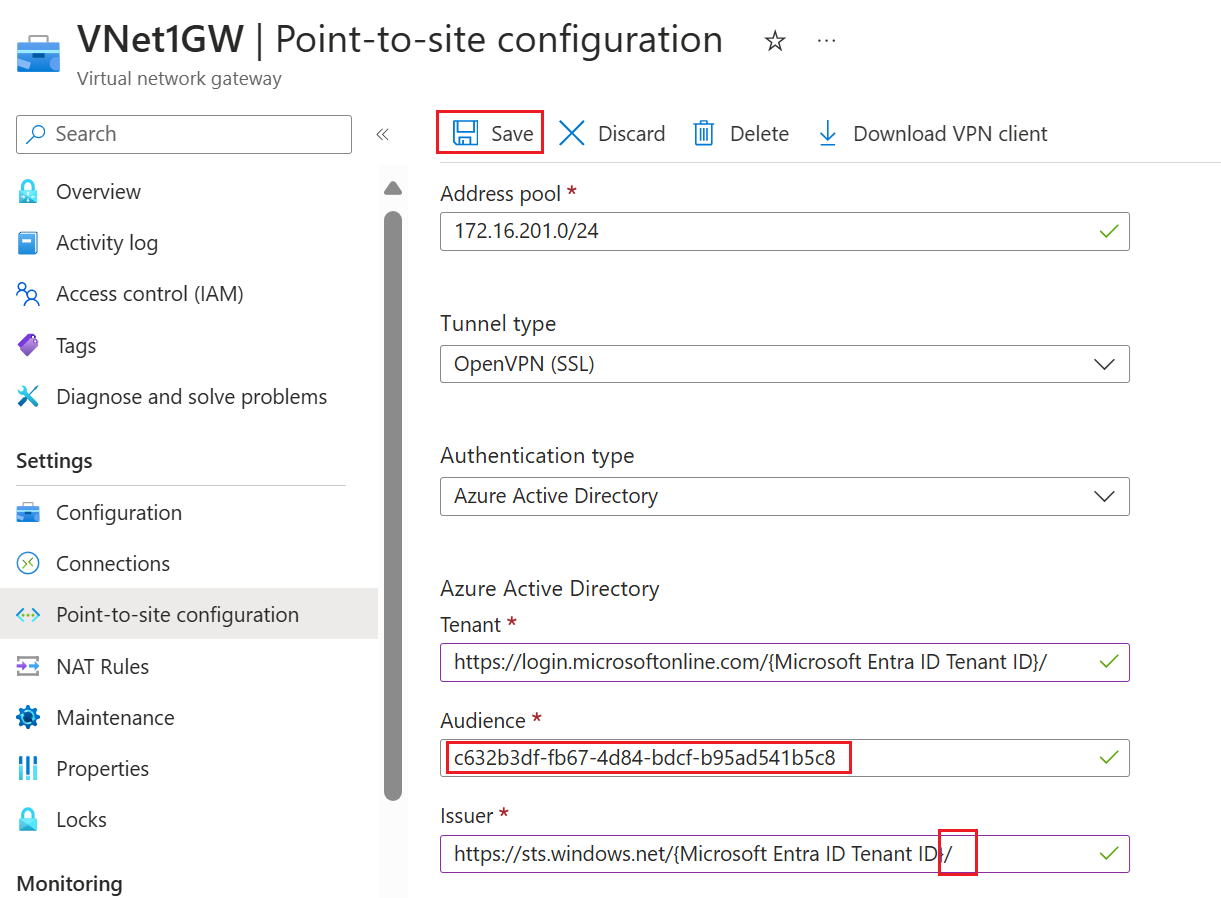 VNet1GW | Point-to-site configuration
Virtual network gateway
Search
Overview
Activity log
Access control (IAM)
Tags
Diagnose and solve problems
Settings
Configuration
Connections
Point-to-site configuration
NAT Rules
Maintenance
Properties
Locks
Monitoring
Save Discard Delete Download VPN client
Address pool *
172.16.201.0/24
Tunnel type
OpenVPN (SSL)
Authentication type
Azure Active Directory
Azure Active Directory
Tenant *
https://login.microsoftonline.com/{Microsoft Entra ID Tenant ID}/
Audience *
c632b3df-fb67-4d84-bdcf-b95ad541b5c8
Issuer *
https://sts.windows.net/{Microsoft Entra ID Tenant ID}/